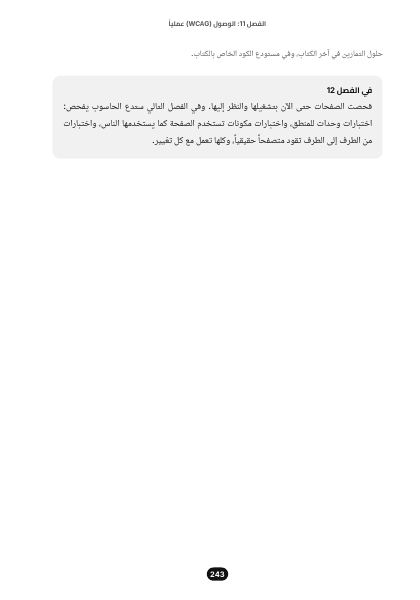 الفصل 11: الوصول (WCAG) عملياً
حلول التمارين في آخر الكتاب، وفي مستودع الكود الخاص بالكتاب.
في الفصل 12
فحصت الصفحات حتى الآن بتشغيلها والنظر إليها. وفي الفصل التالي ستدع الحاسوب يفحص:
اختبارات وحدات للمنطق، واختبارات مكونات تستخدم الصفحة كما يستخدمها الناس، واختبارات
من الطرف إلى الطرف تقود متصفحاً حقيقياً، وكلها تعمل مع كل تغيير.
243